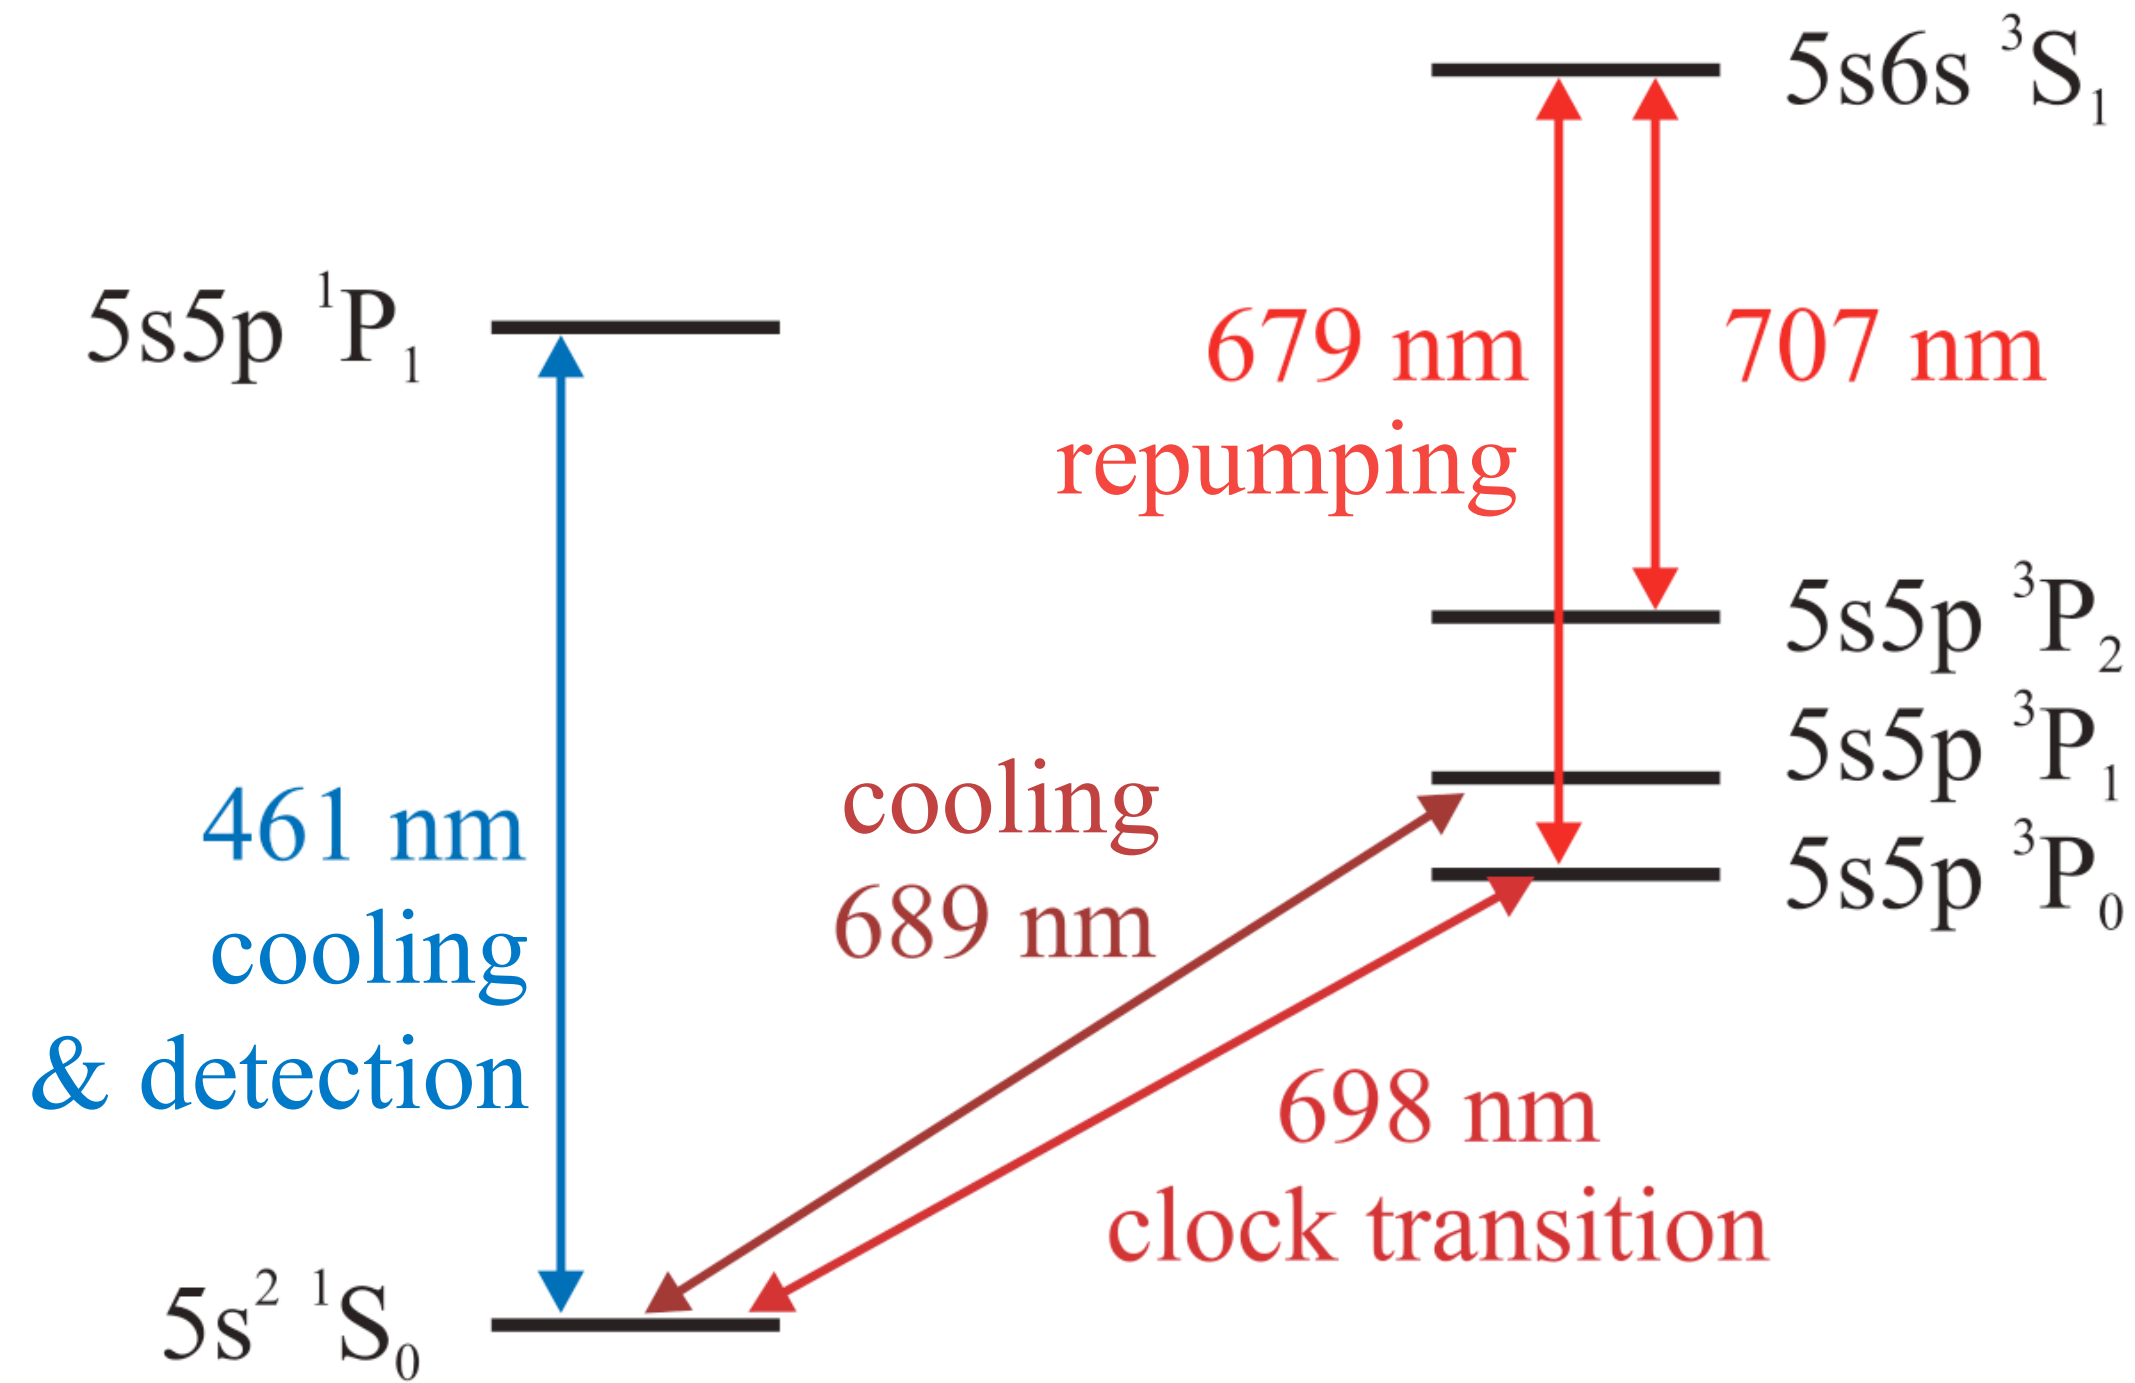 5s6s ³S₁
5s5p ¹P₁
679 nm
707 nm
repumping
5s5p ³P₂
5s5p ³P₁
5s5p ³P₀
cooling
689 nm
461 nm
cooling
& detection
698 nm
clock transition
5s² ¹S₀